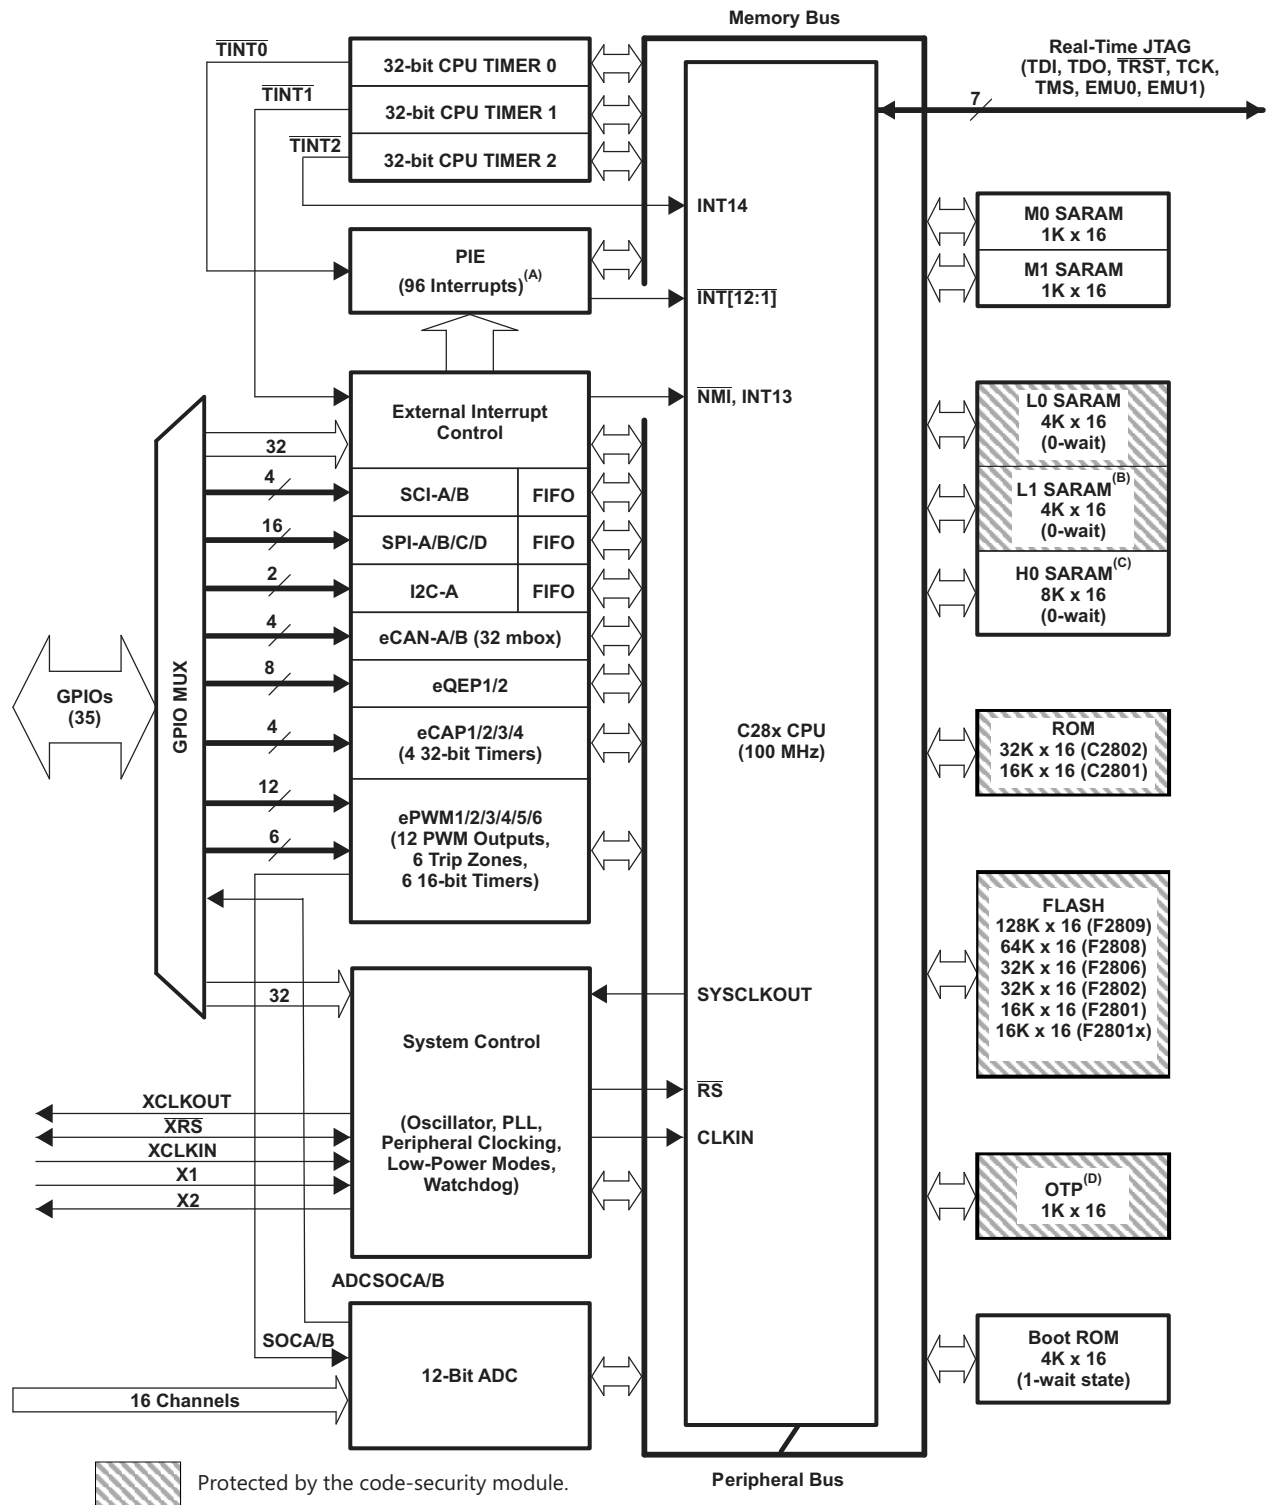 Memory Bus
TINT0
32-bit CPU TIMER 0
TINT1
32-bit CPU TIMER 1
TINT2
32-bit CPU TIMER 2
Real-Time JTAG
(TDI, TDO, TRST, TCK,
TMS, EMU0, EMU1)
7
INT14
M0 SARAM
1K x 16
M1 SARAM
1K x 16
PIE
(96 Interrupts)(A)
INT[12:1]
External Interrupt
Control
NMI, INT13
32
4
SCI-A/B
FIFO
16
SPI-A/B/C/D
FIFO
2
I2C-A
FIFO
4
eCAN-A/B (32 mbox)
8
eQEP1/2
4
eCAP1/2/3/4
(4 32-bit Timers)
12
6
ePWM1/2/3/4/5/6
(12 PWM Outputs,
6 Trip Zones,
6 16-bit Timers)
GPIOs
(35)
GPIO MUX
C28x CPU
(100 MHz)
L0 SARAM
4K x 16
(0-wait)
L1 SARAM(B)
4K x 16
(0-wait)
H0 SARAM(C)
8K x 16
(0-wait)
ROM
32K x 16 (C2802)
16K x 16 (C2801)
FLASH
128K x 16 (F2809)
64K x 16 (F2808)
32K x 16 (F2806)
32K x 16 (F2802)
16K x 16 (F2801)
16K x 16 (F2801x)
32
SYSCLKOUT
System Control
(Oscillator, PLL,
Peripheral Clocking,
Low-Power Modes,
Watchdog)
RS
CLKIN
XCLKOUT
XRS
XCLKIN
X1
X2
OTP(D)
1K x 16
ADCSOCA/B
SOCA/B
12-Bit ADC
16 Channels
Boot ROM
4K x 16
(1-wait state)
Peripheral Bus
Protected by the code-security module.